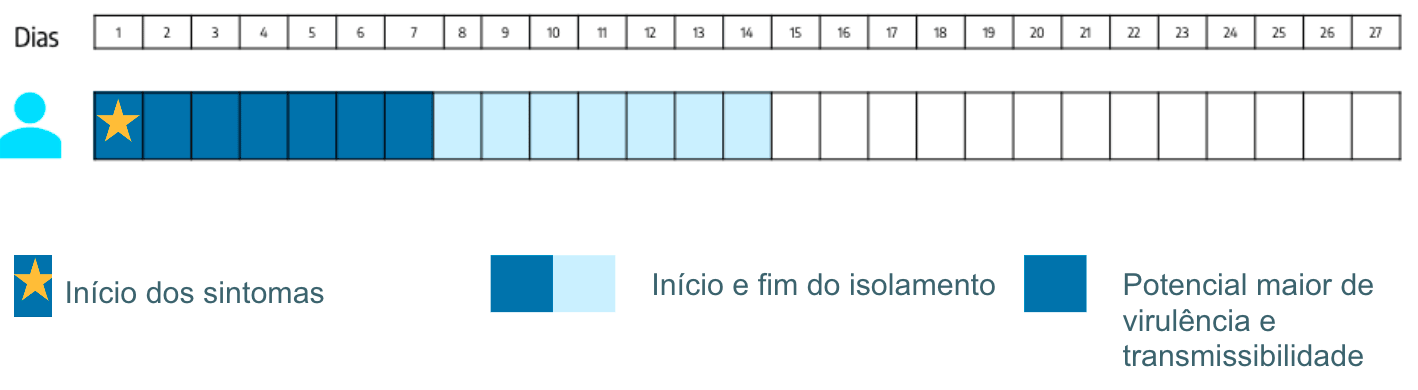 Dias 1 2 3 4 5 6 7 8 9 10 11 12 13 14 15 16 17 18 19 20 21 22 23 24 25 26 27
Início dos sintomas
Início e fim do isolamento
Potencial maior de
virulência e
transmissibilidade